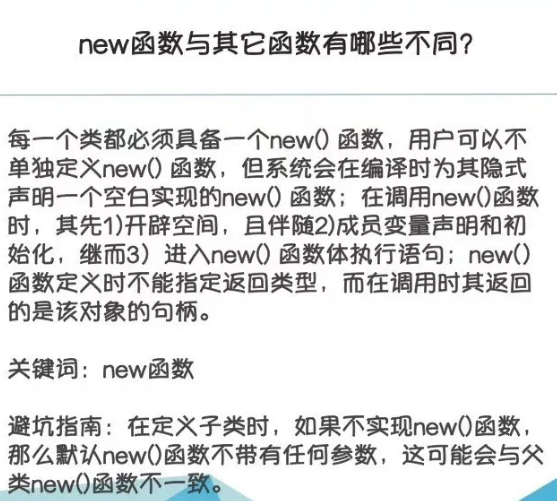 new函数与其它函数有哪些不同？
每一个类都必须具备一个new() 函数，用户可以不
单独定义new() 函数，但系统会在编译时为其隐式
声明一个空白实现的new() 函数；在调用new()函数
时，其先1)开辟空间，且伴随2)成员变量声明和初
始化，继而3）进入new() 函数体执行语句；new()
函数定义时不能指定返回类型，而在调用时其返回
的是该对象的句柄。
关键词：new函数
避坑指南：在定义子类时，如果不实现new()函数，
那么默认new()函数不带有任何参数，这可能会与父
类new()函数不一致。